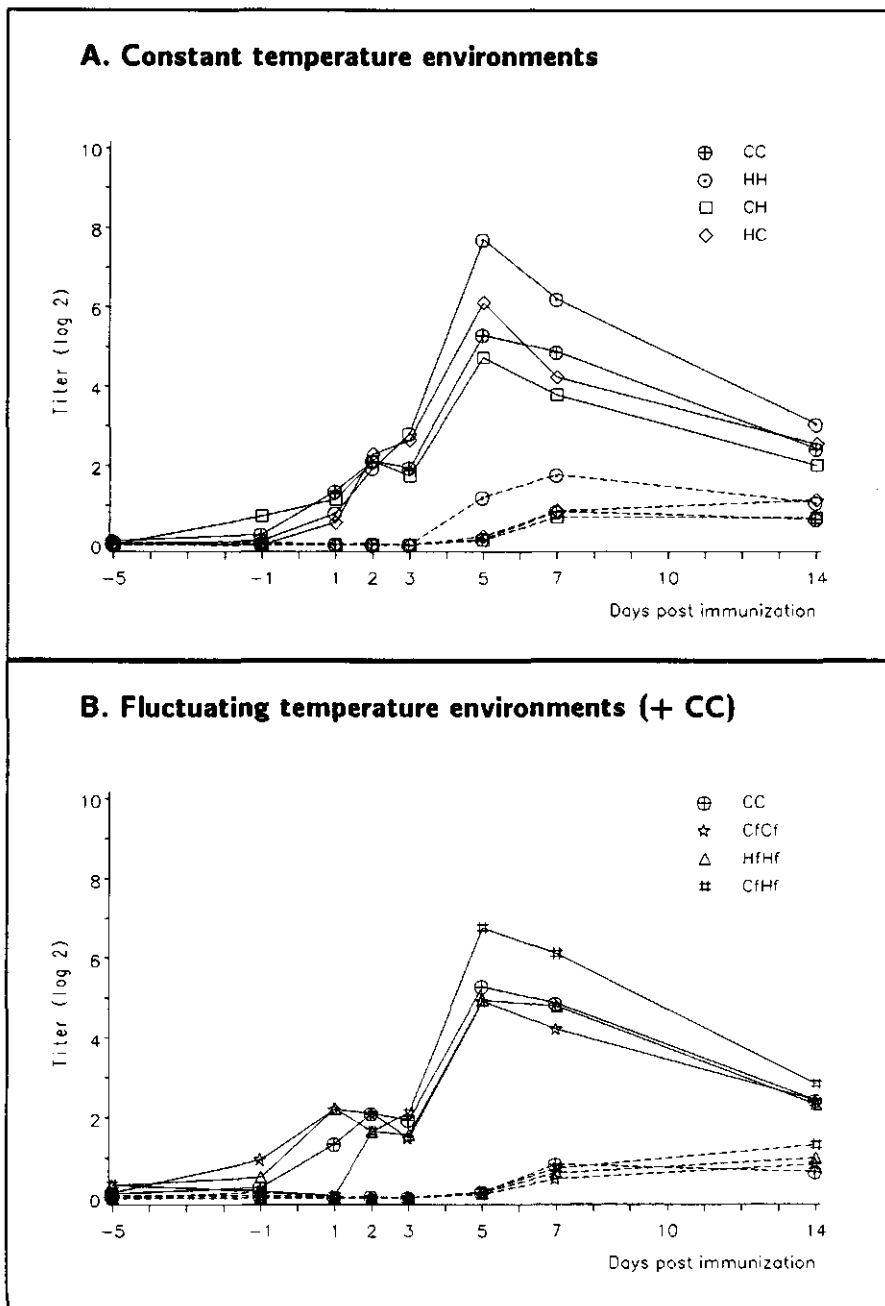 A. Constant temperature environments
10
8
6
4
2
0
Titer (log 2)
CC
HH
CH
HC
-5 -1 1 2 3 5 7 10 14
Days post immunization
B. Fluctuating temperature environments (+ CC)
10
8
6
4
2
0
Titer (log 2)
CC
CfCf
HfHf
CfHf
-5 -1 1 2 3 5 7 10 14
Days post immunization